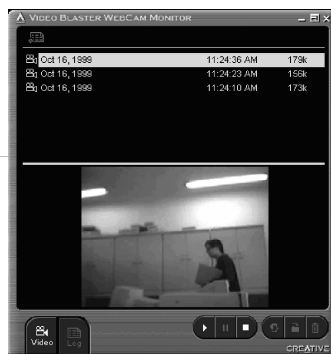 VIDEO BLASTER WEBCAM MONITOR
Oct 16, 1999 11:24:36 AM 179k
Oct 16, 1999 11:24:23 AM 156k
Oct 16, 1999 11:24:10 AM 173k
Video Log
CREATIVE